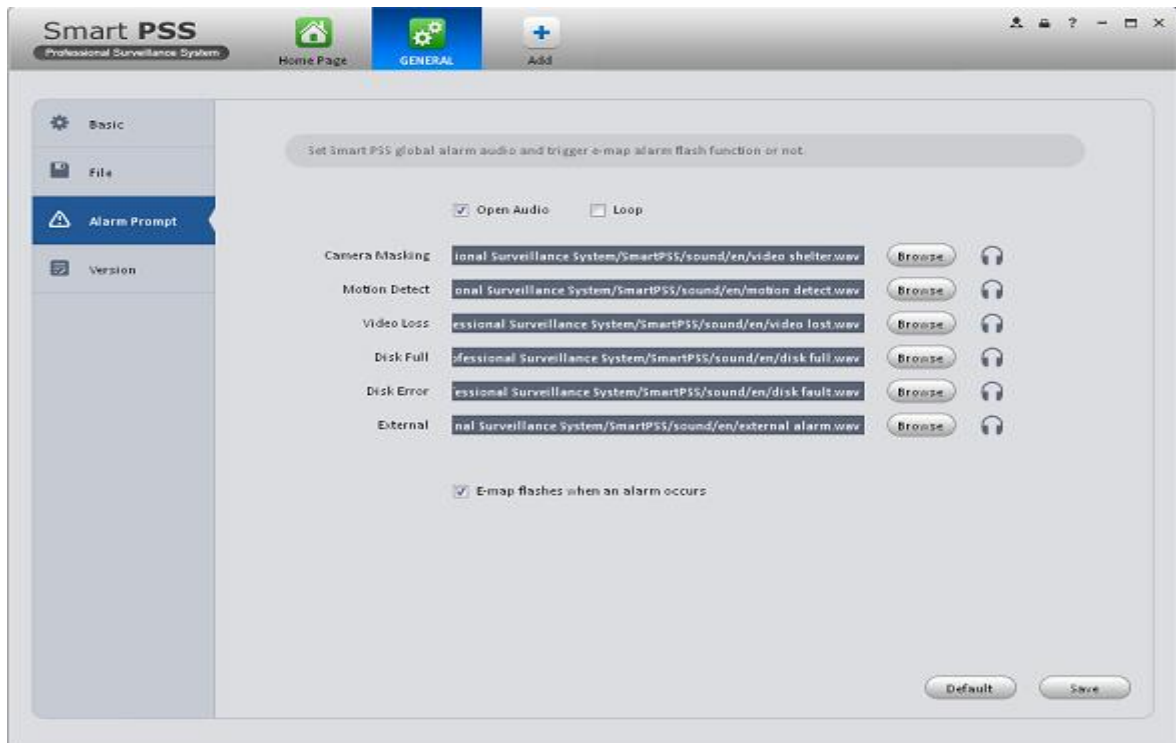 Smart PSS
Professional Surveillance System
Home Page
GENERAL
Add
Basic
File
Alarm Prompt
Version
Set Smart PSS global alarm audio and trigger e-map alarm flash function or not.
Open Audio Loop
Camera Masking ional Surveillance System/SmartPSS/sound/en/video shelter.wav Browse
Motion Detect onal Surveillance System/SmartPSS/sound/en/motion detect.wav Browse
Video Loss essional Surveillance System/SmartPSS/sound/en/video lost.wav Browse
Disk Full ofessional Surveillance System/SmartPSS/sound/en/disk full.wav Browse
Disk Error essional Surveillance System/SmartPSS/sound/en/disk fault.wav Browse
External nal Surveillance System/SmartPSS/sound/en/external alarm.wav Browse
E-map flashes when an alarm occurs
Default Save